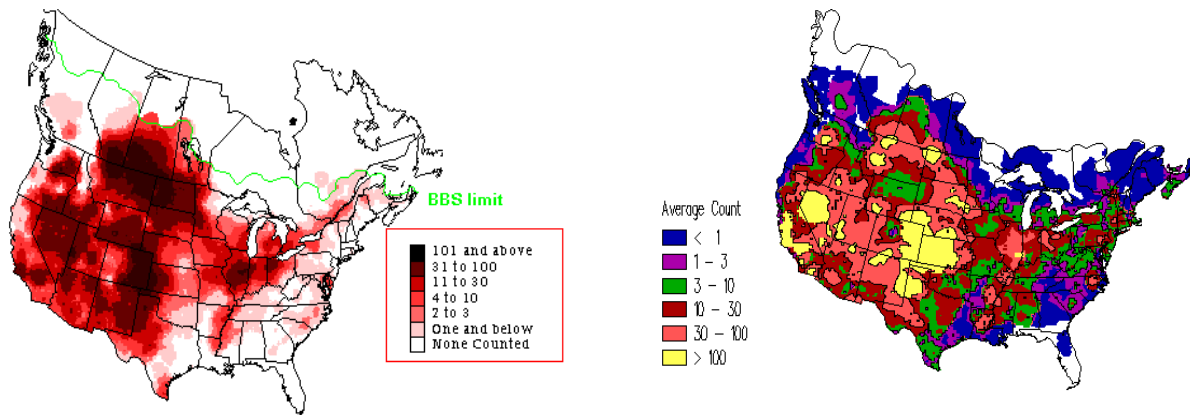 BBS limit
101 and above
31 to 100
11 to 30
4 to 10
2 to 3
One and below
None Counted
Average Count
< 1
1 – 3
3 – 10
10 – 30
30 – 100
> 100